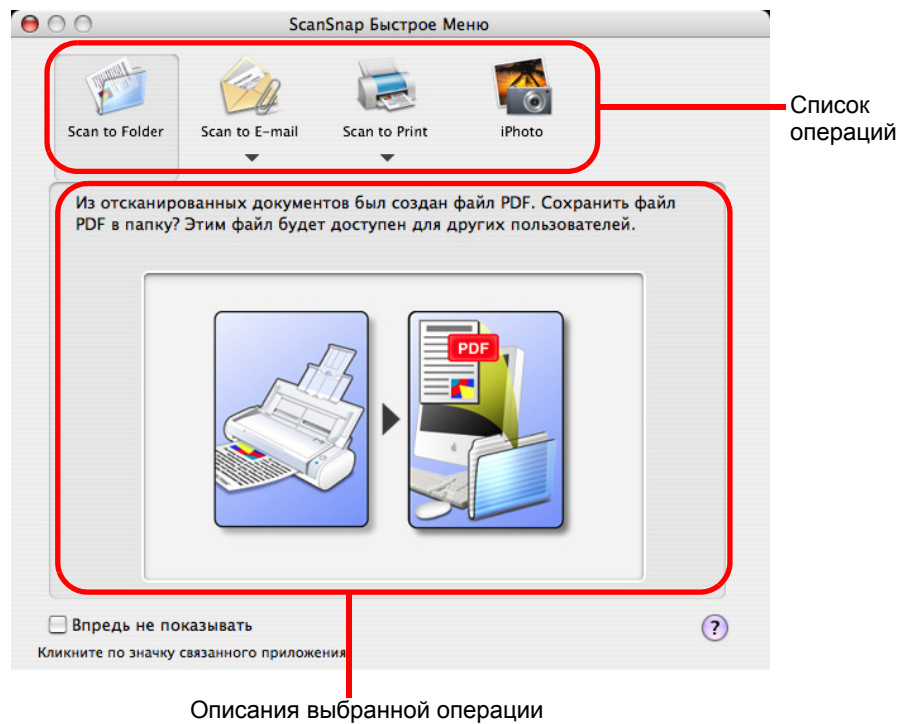 ScanSnap Быстрое Меню
Scan to Folder
Scan to E-mail
Scan to Print
iPhoto
Список
операций
Из отсканированных документов был создан файл PDF. Сохранить файл
PDF в папку? Этим файл будет доступен для других пользователей.
PDF
Впредь не показывать
?
Кликните по значку связанного приложения
Описания выбранной операции